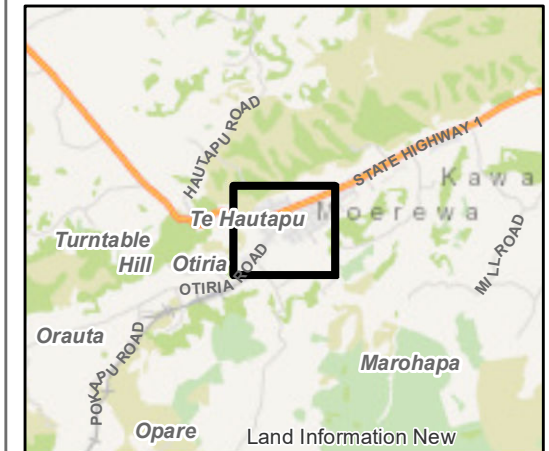 HAUTAPU ROAD
STATE HIGHWAY 1
Kawa
Te Hautapu
Moerewa
Turntable
Hill
Otiria
OTIRIA ROAD
MILL ROAD
Orauta
POKAPU ROAD
Marohapa
Opare
Land Information New